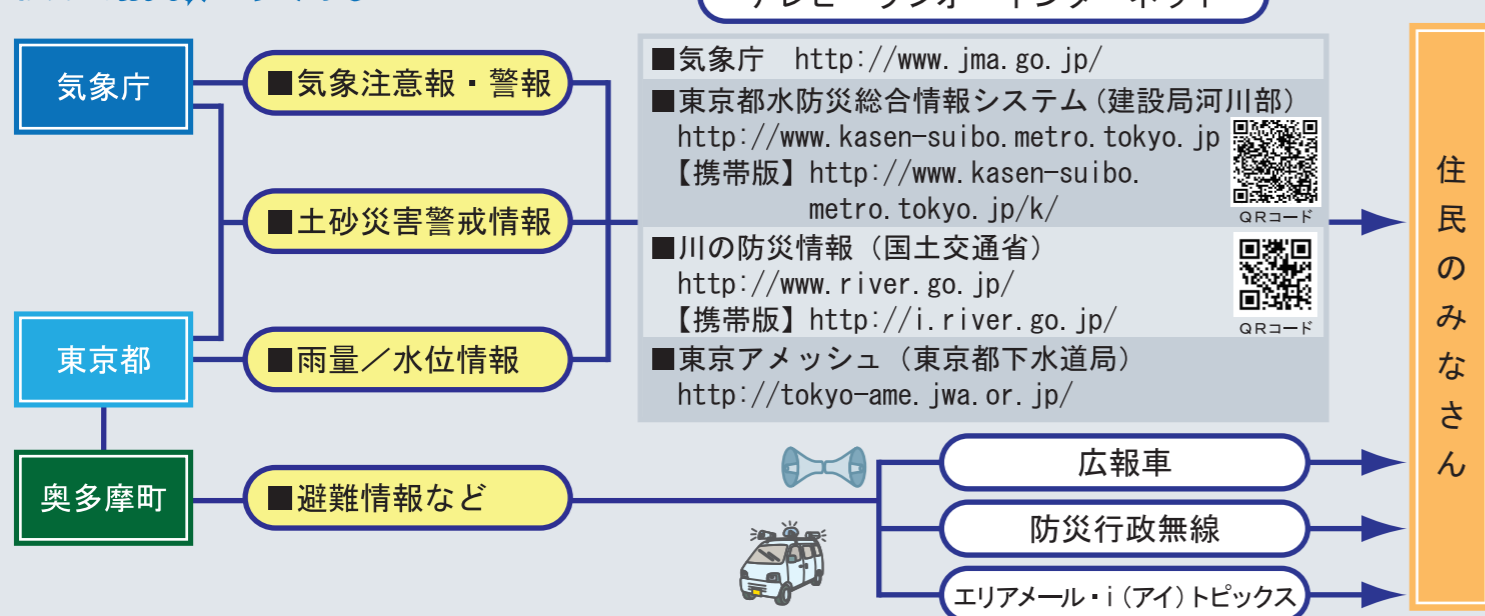 気象庁
■気象注意報・警報
■土砂災害警戒情報
東京都
■雨量／水位情報
奥多摩町
■避難情報など
■気象庁　http://www.jma.go.jp/
■東京都水防災総合情報システム(建設局河川部)
http://www.kasen-suibo.metro.tokyo.jp
【携帯版】http://www.kasen-suibo.
metro.tokyo.jp/k/
QRコード
■川の防災情報（国土交通省）
http://www.river.go.jp/
【携帯版】http://i.river.go.jp/
QRコード
■東京アメッシュ（東京都下水道局）
http://tokyo-ame.jwa.or.jp/
広報車
防災行政無線
エリアメール・i(アイ)トピックス
住民のみなさん